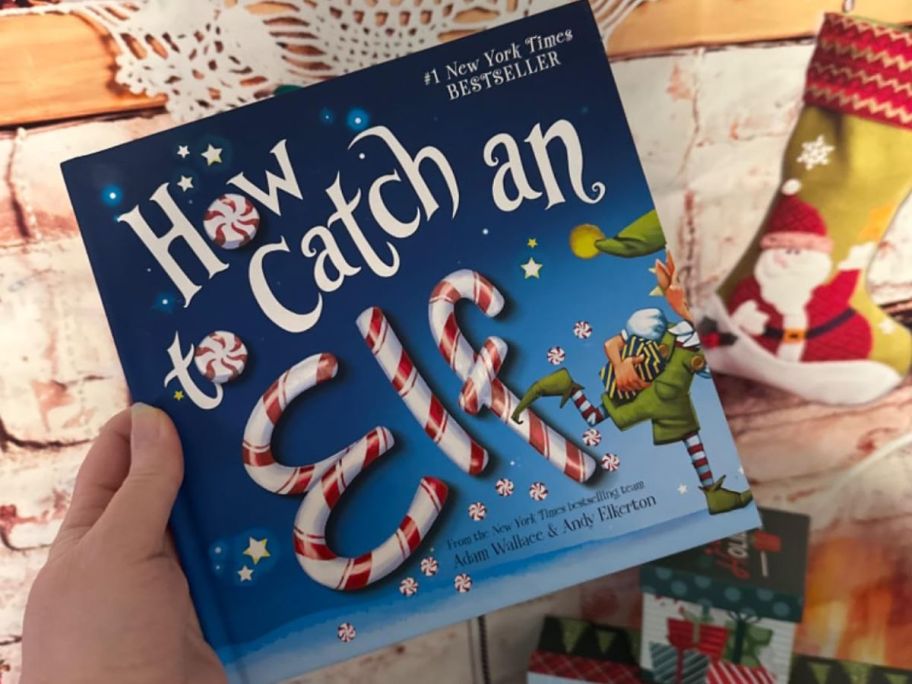 #1 New York Times
BESTSELLER
How
to Catch an
Elf
From the New York Times bestselling team
Adam Wallace & Andy Elkerton